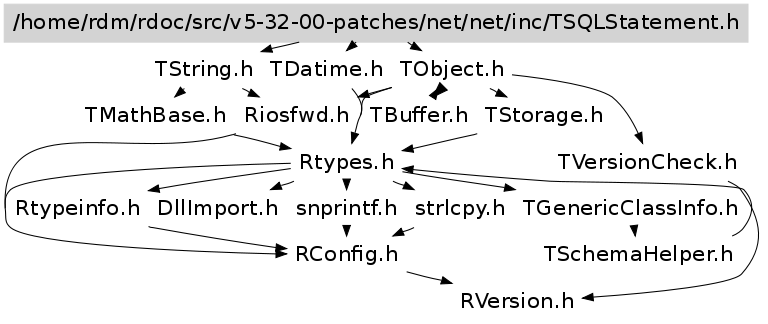 /home/rdm/rdoc/src/v5-32-00-patches/net/net/inc/TSQLStatement.h
TString.h TDatime.h TObject.h
TMathBase.h Riosfwd.h TBuffer.h TStorage.h
Rtypes.h TVersionCheck.h
Rtypeinfo.h DllImport.h snprintf.h strlcpy.h TGenericClassInfo.h
RConfig.h TSchemaHelper.h
RVersion.h